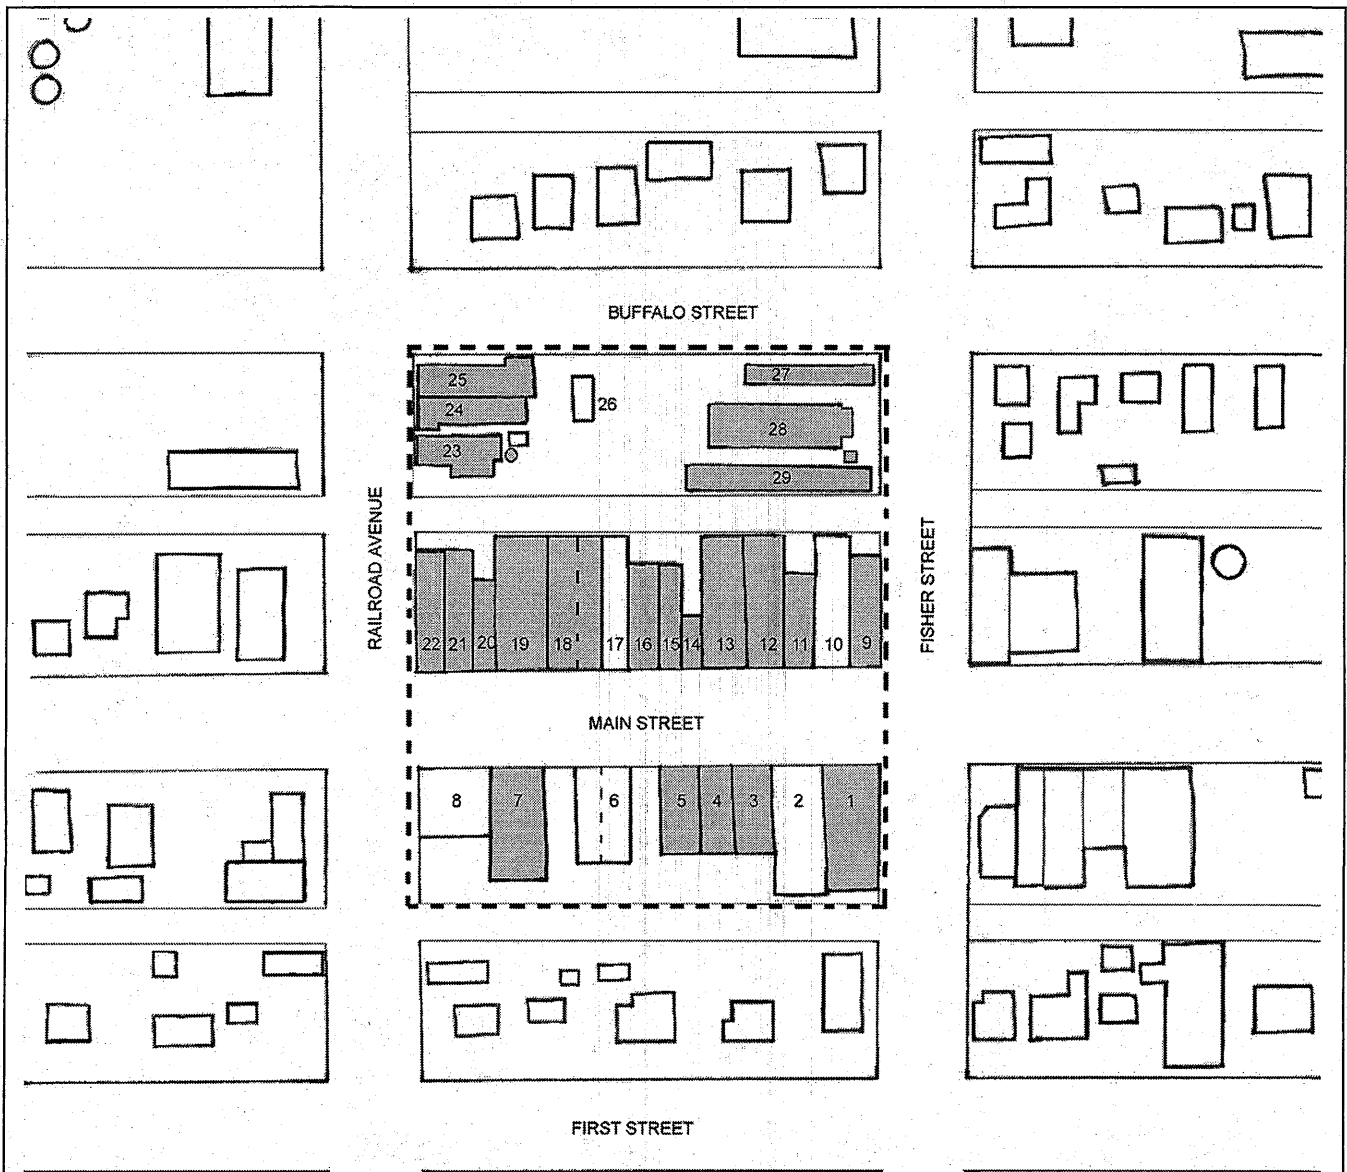 BUFFALO STREET
25
27
24
26
28
23
29
RAILROAD AVENUE
FISHER STREET
22 21 20 19 18 17 16 15 14 13 12 11 10 9
MAIN STREET
8 7 6 5 4 3 2 1
FIRST STREET